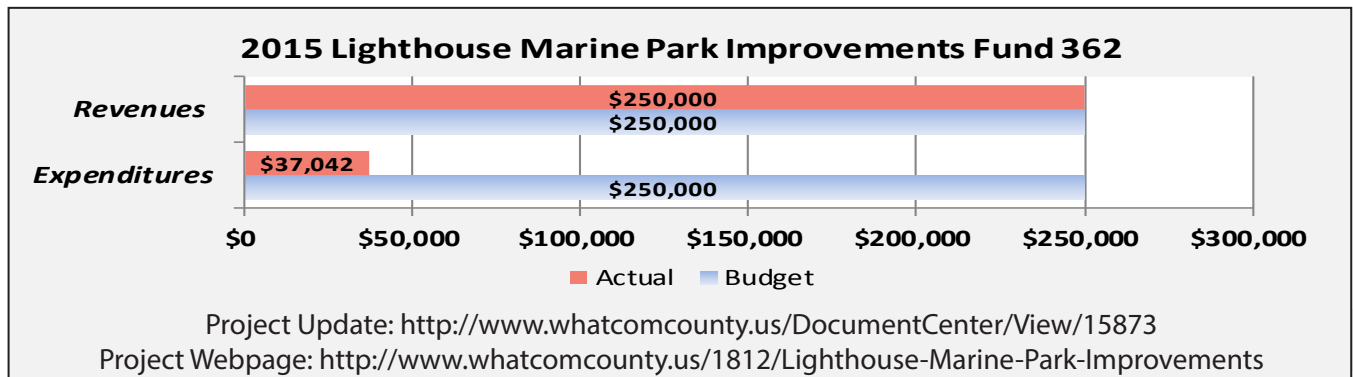 2015 Lighthouse Marine Park Improvements Fund 362
Revenues
$250,000
$250,000
Expenditures
$37,042
$250,000
$0 $50,000 $100,000 $150,000 $200,000 $250,000 $300,000
Actual Budget
Project Update: http://www.whatcomcounty.us/DocumentCenter/View/15873
Project Webpage: http://www.whatcomcounty.us/1812/Lighthouse-Marine-Park-Improvements